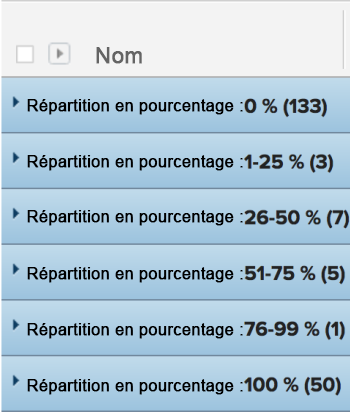 Nom
Répartition en pourcentage :0 % (133)
Répartition en pourcentage :1-25 % (3)
Répartition en pourcentage :26-50 % (7)
Répartition en pourcentage :51-75 % (5)
Répartition en pourcentage :76-99 % (1)
Répartition en pourcentage :100 % (50)